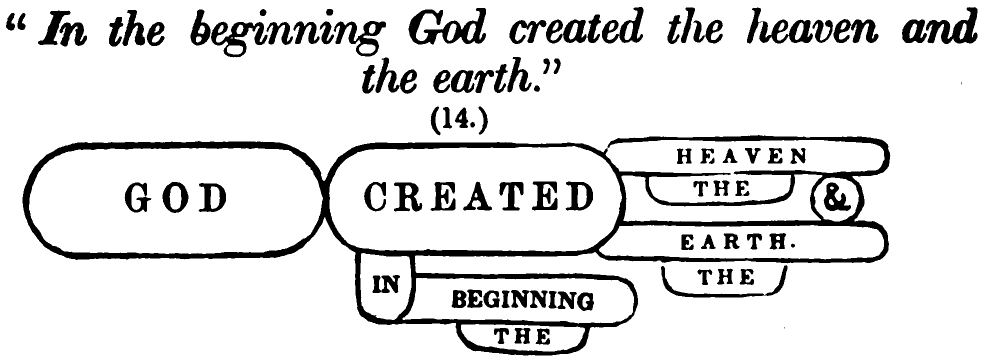 “ In the beginning God created the heaven and
the earth.”
(14.)
HEAVEN
GOD CREATED THE &
EARTH.
IN THE
BEGINNING
THE